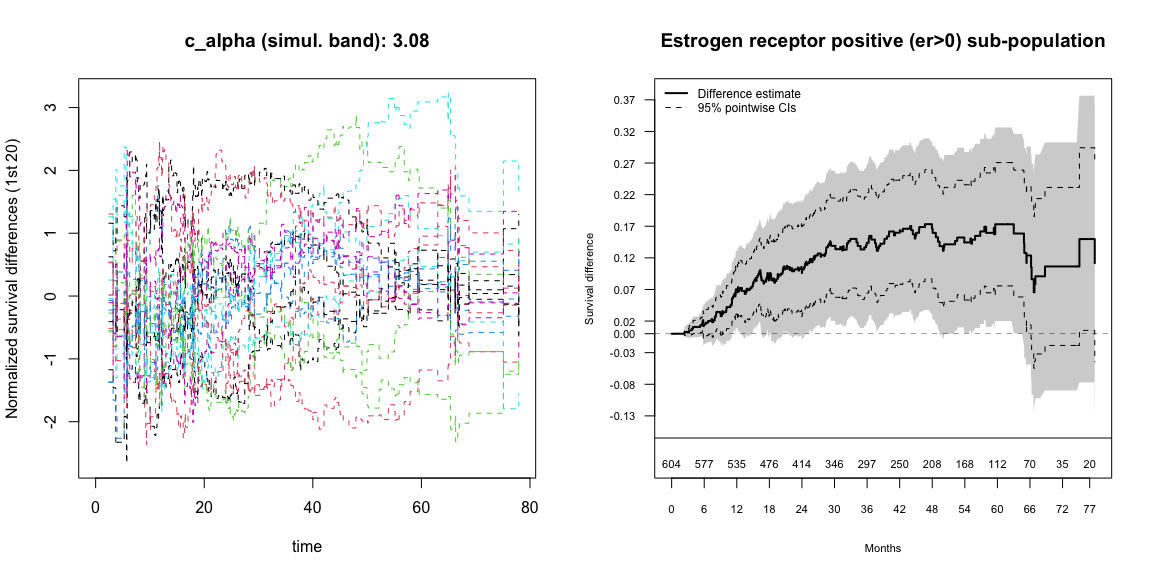 c_alpha (simul. band): 3.08
Normalized survival differences (1st 20)
3
2
1
0
-1
-2
0 20 40 60 80
time
Estrogen receptor positive (er>0) sub-population
Difference estimate
95% pointwise CIs
Survival difference
0.37
0.32
0.27
0.22
0.17
0.12
0.07
0.02
0.00
-0.03
-0.08
-0.13
604 577 535 476 414 346 297 250 208 168 112 70 35 20
0 6 12 18 24 30 36 42 48 54 60 66 72 77
Months